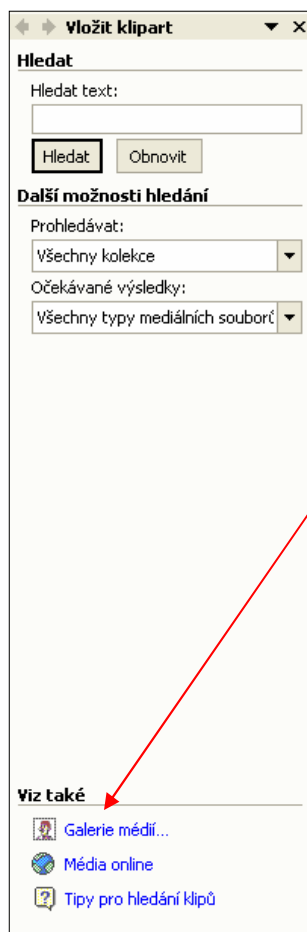 Vložit klipart
Hledat
Hledat text:
Hledat Obnovit
Další možnosti hledání
Prohledávat:
Všechny kolekce
Očekávané výsledky:
Všechny typy mediálních souborů
Viz také
Galerie médií...
Média online
Tipy pro hledání klipů